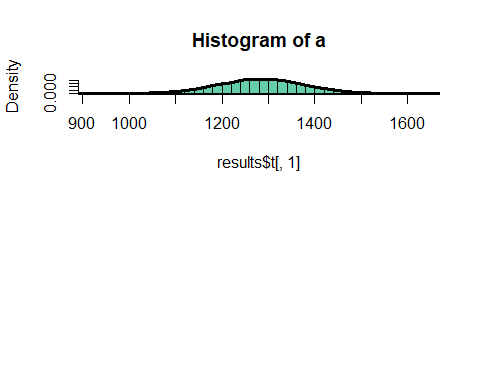 Histogram of a
Density
0.000
900 1000 1200 1400 1600
results$t[, 1]